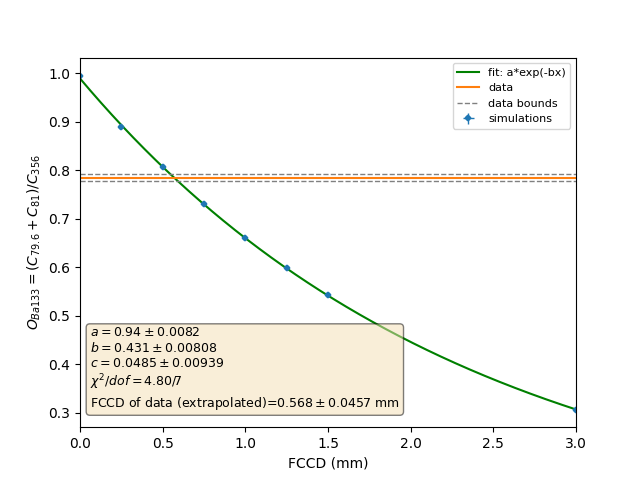 fit: a*exp(-bx)
data
data bounds
simulations
1.0
0.9
0.8
0.7
0.6
0.5
0.4
0.3
O_{Ba133} = (C_{79.6} + C_{81})/C_{356}
a = 0.94 ± 0.0082
b = 0.431 ± 0.00808
c = 0.0485 ± 0.00939
χ²/dof = 4.80/7
FCCD of data (extrapolated)=0.568 ± 0.0457 mm
0.0 0.5 1.0 1.5 2.0 2.5 3.0
FCCD (mm)